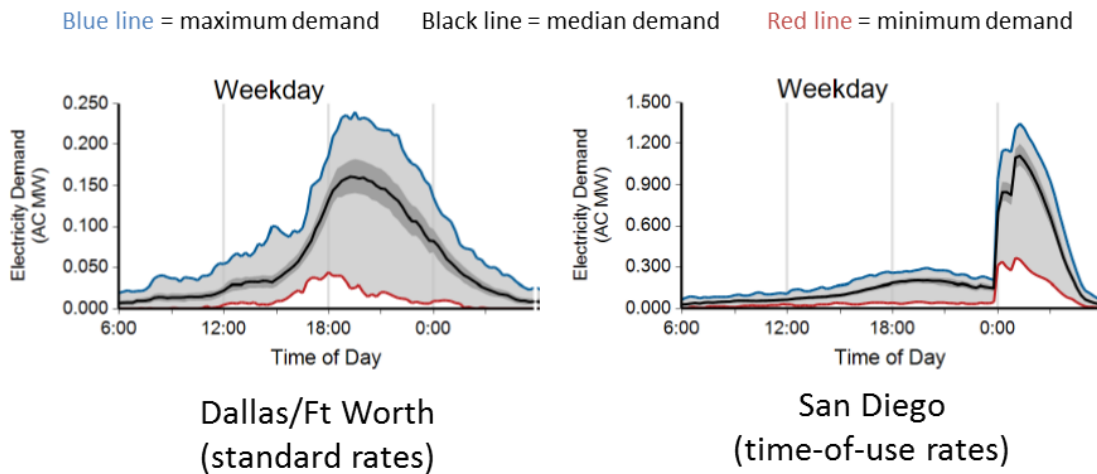 Blue line = maximum demand Black line = median demand Red line = minimum demand
Weekday
Electricity Demand
(AC MW)
0.250
0.200
0.150
0.100
0.050
0.000
6:00 12:00 18:00 0:00
Time of Day
Dallas/Ft Worth
(standard rates)
Weekday
Electricity Demand
(AC MW)
1.500
1.200
0.900
0.600
0.300
0.000
6:00 12:00 18:00 0:00
Time of Day
San Diego
(time-of-use rates)